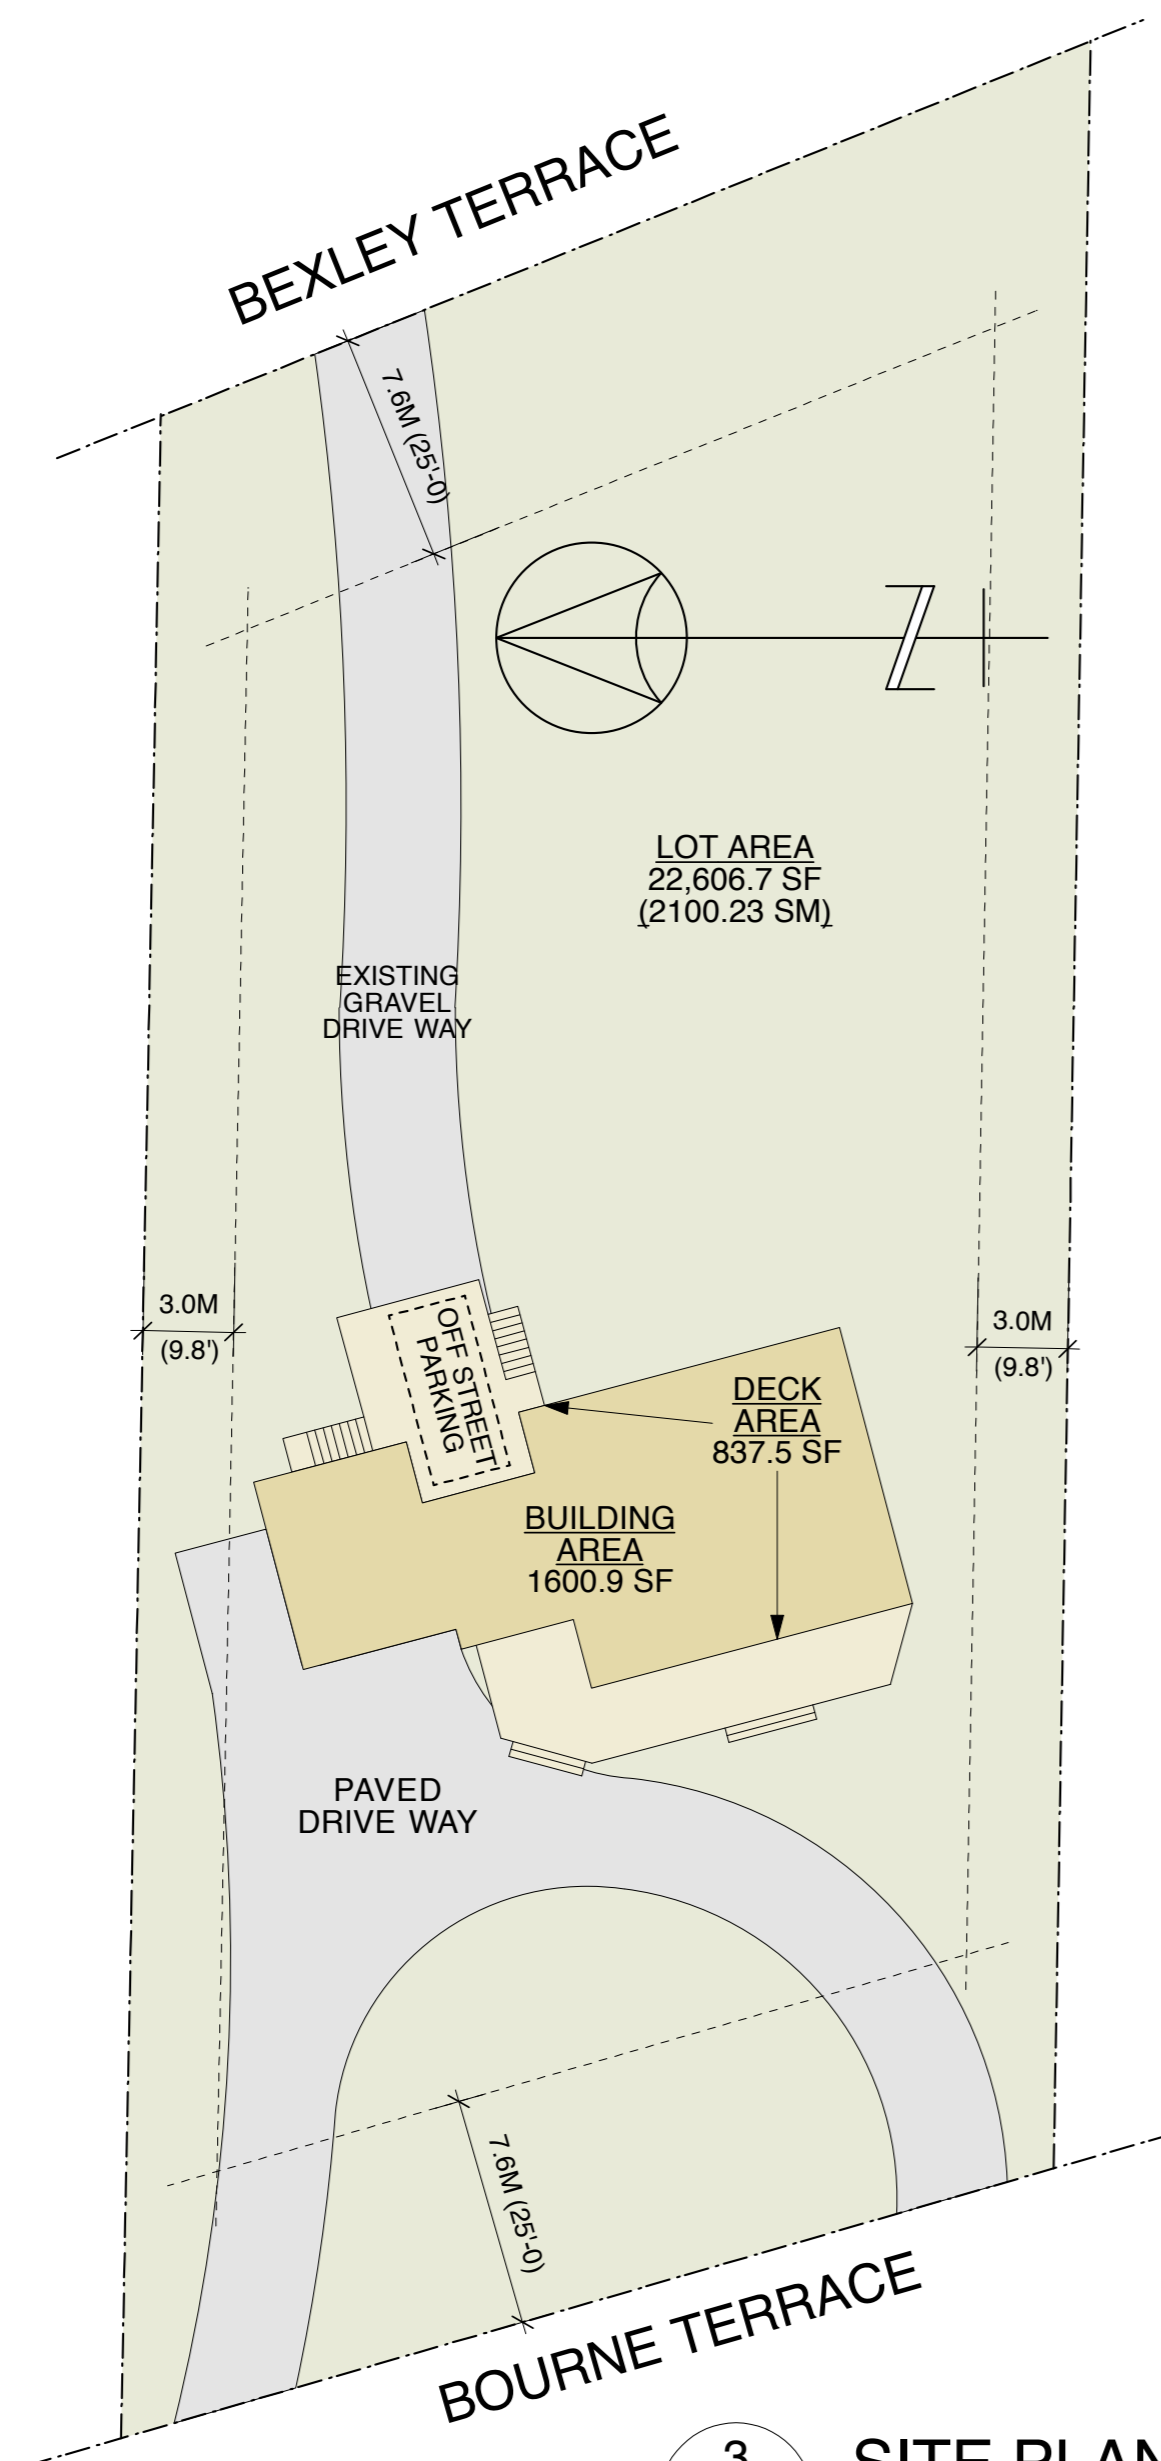 BEXLEY TERRACE
7.6M (25'-0)
N
LOT AREA
22,606.7 SF
(2100.23 SM)
EXISTING
GRAVEL
DRIVE WAY
3.0M
(9.8')
3.0M
(9.8')
OFF STREET
PARKING
DECK
AREA
837.5 SF
BUILDING
AREA
1600.9 SF
PAVED
DRIVE WAY
7.6M (25'-0)
BOURNE TERRACE
3
SITE PLAN